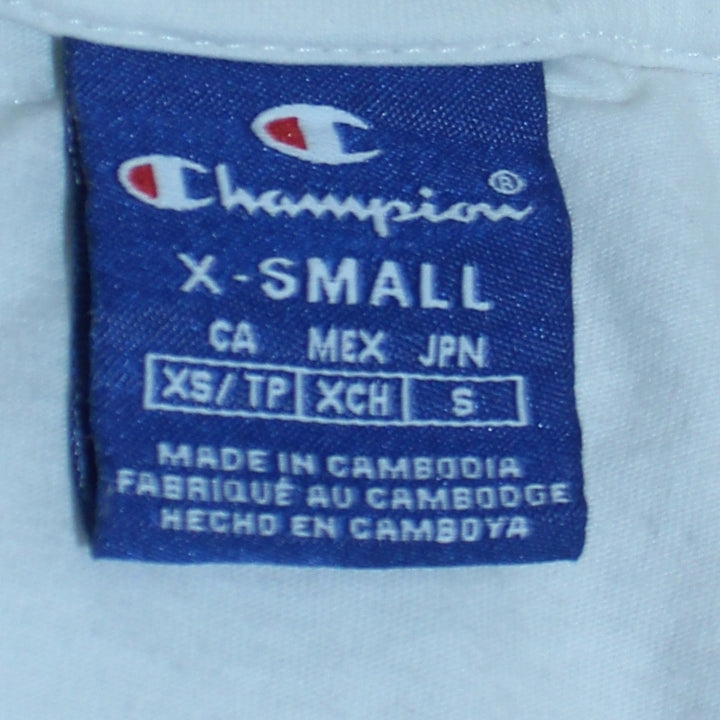 Champion®
X-SMALL
CA MEX JPN
XS/TP XCH S
MADE IN CAMBODIA
FABRIQUÉ AU CAMBODGE
HECHO EN CAMBOYA